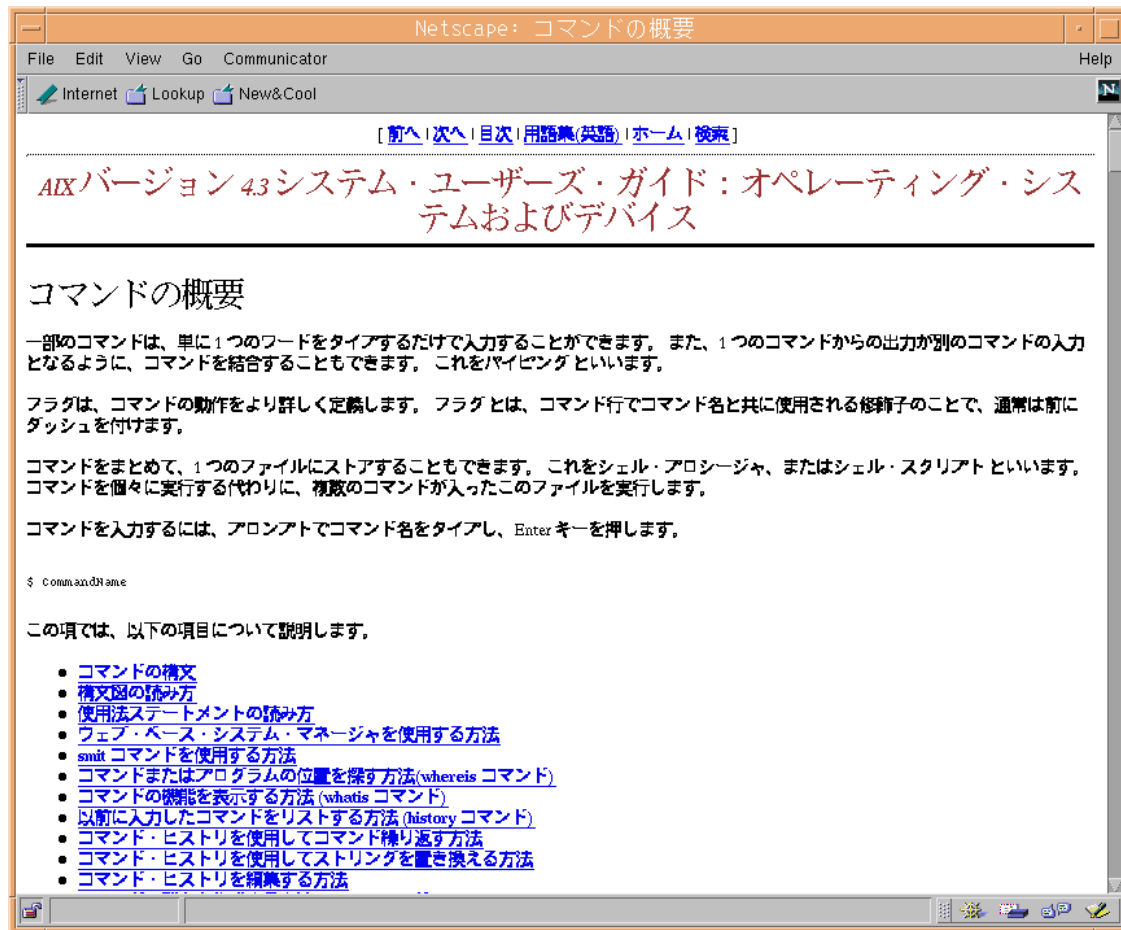 Netscape: コマンドの概要
File Edit View Go Communicator Help
Internet Lookup New&Cool
N
[ 前へ | 次へ | 目次 | 用語集(英語) | ホーム | 検索 ]
AIX バージョン 4.3 システム・ユーザーズ・ガイド：オペレーティング・シス
テムおよびデバイス
コマンドの概要
一部のコマンドは、単に 1 つのワードをタイプするだけで入力することができます。 また、1 つのコマンドからの出力が別のコマンドの入力
となるように、コマンドを結合することもできます。 これをパイピング といいます。
フラグは、コマンドの動作をより詳しく定義します。 フラグ とは、コマンド行でコマンド名と共に使用される修飾子のことで、通常は前に
ダッシュを付けます。
コマンドをまとめて、1 つのファイルにストアすることもできます。 これをシェル・プロシージャ、またはシェル・スクリプト といいます。
コマンドを個々に実行する代わりに、複数のコマンドが入ったこのファイルを実行します。
コマンドを入力するには、プロンプトでコマンド名をタイプし、Enter キーを押します。
$ CommandName
この項では、以下の項目について説明します。
コマンドの構文
構文図の読み方
使用法ステートメントの読み方
ウェブ・ベース・システム・マネージャを使用する方法
smit コマンドを使用する方法
コマンドまたはプログラムの位置を探す方法(whereis コマンド)
コマンドの機能を表示する方法 (whatis コマンド)
以前に入力したコマンドをリストする方法 (history コマンド)
コマンド・ヒストリを使用してコマンド繰り返す方法
コマンド・ヒストリを使用してストリングを置き換える方法
コマンド・ヒストリを編集する方法